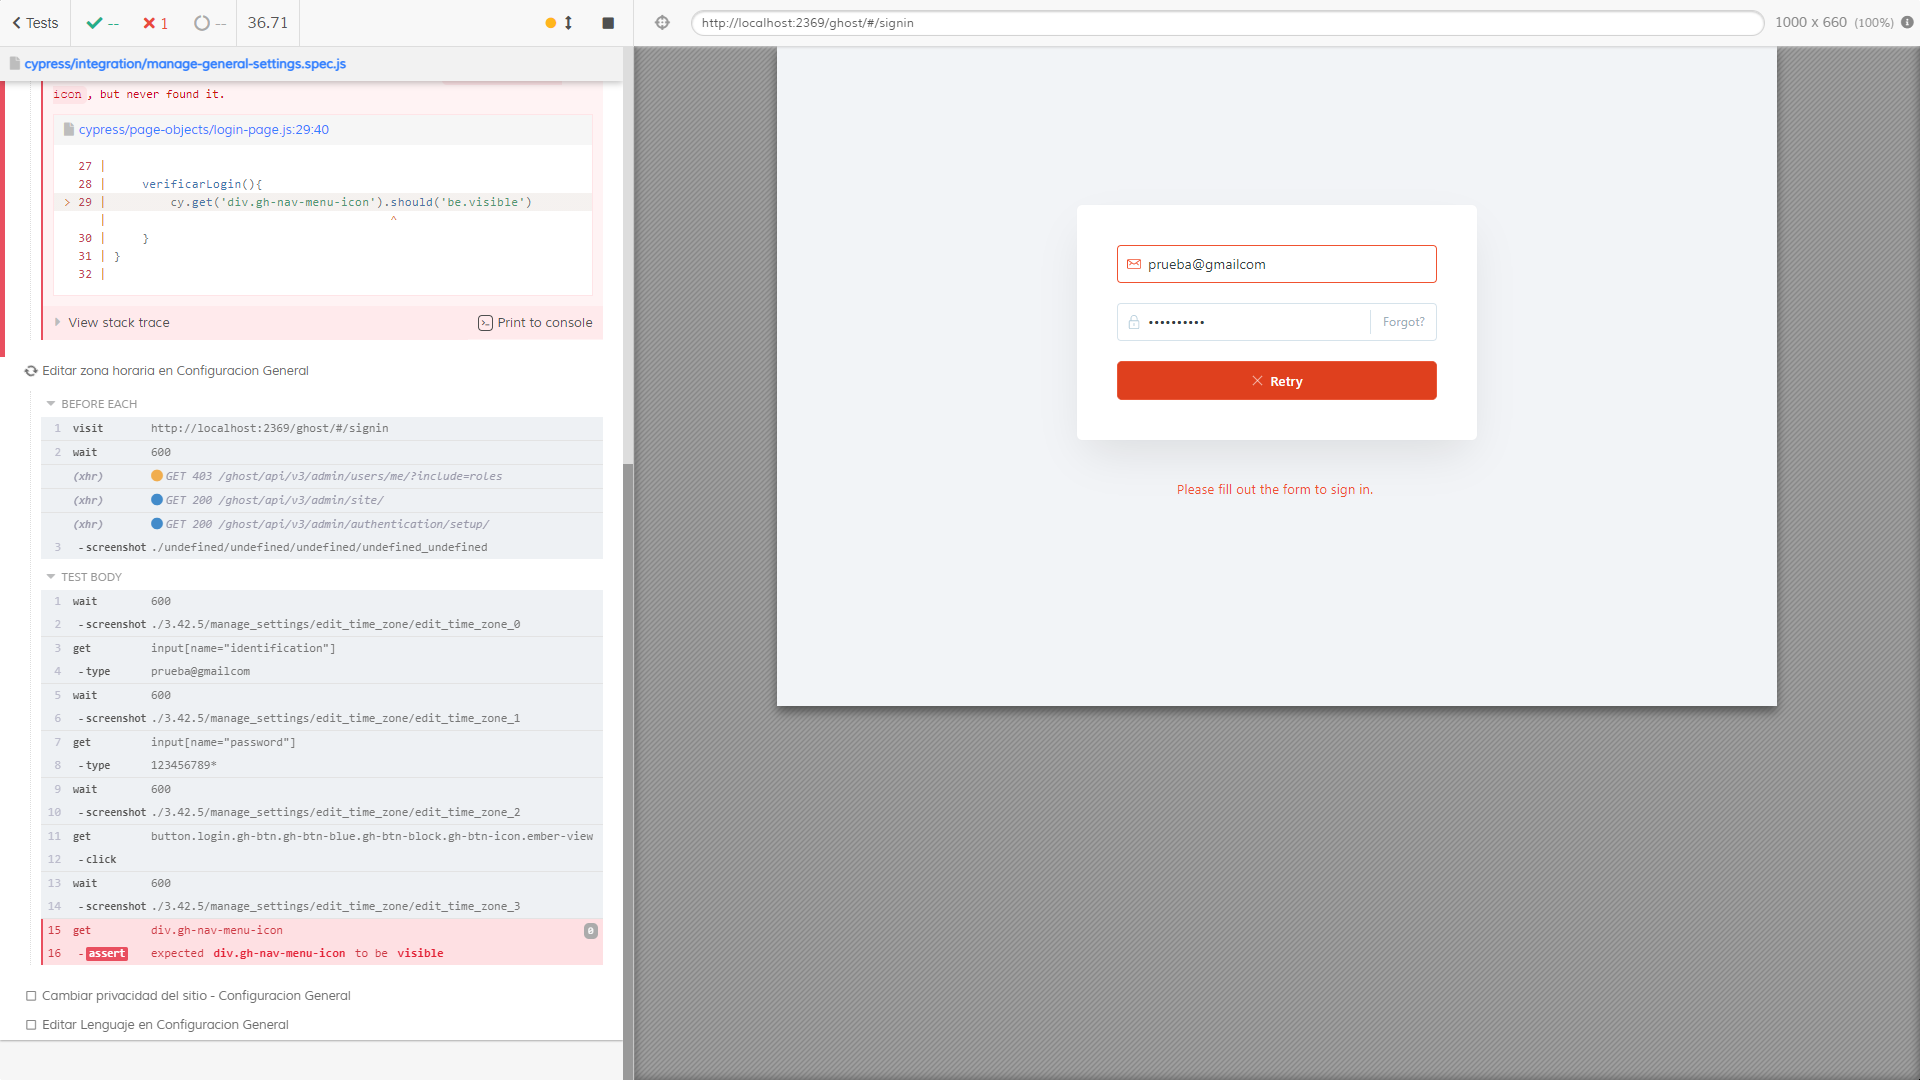 Tests
--
1
--
36.71
http://localhost:2369/ghost/#/signin
1000 x 660 (100%)
cypress/integration/manage-general-settings.spec.js
icon , but never found it.
cypress/page-objects/login-page.js:29:40
27 |
28 | verificarLogin(){
> 29 | cy.get('div.gh-nav-menu-icon').should('be.visible')
| ^
30 | }
31 | }
32 |
View stack trace
Print to console
Editar zona horaria en Configuracion General
BEFORE EACH
1 visit http://localhost:2369/ghost/#/signin
2 wait 600
(xhr) GET 403 /ghost/api/v3/admin/users/me/?include=roles
(xhr) GET 200 /ghost/api/v3/admin/site/
(xhr) GET 200 /ghost/api/v3/admin/authentication/setup/
3 -screenshot ./undefined/undefined/undefined/undefined_undefined
TEST BODY
1 wait 600
2 -screenshot ./3.42.5/manage_settings/edit_time_zone/edit_time_zone_0
3 get input[name="identification"]
4 -type prueba@gmailcom
5 wait 600
6 -screenshot ./3.42.5/manage_settings/edit_time_zone/edit_time_zone_1
7 get input[name="password"]
8 -type 123456789*
9 wait 600
10 -screenshot ./3.42.5/manage_settings/edit_time_zone/edit_time_zone_2
11 get button.login.gh-btn.gh-btn-blue.gh-btn-block.gh-btn-icon.ember-view
12 -click
13 wait 600
14 -screenshot ./3.42.5/manage_settings/edit_time_zone/edit_time_zone_3
15 get div.gh-nav-menu-icon 0
16 -assert expected div.gh-nav-menu-icon to be visible
Cambiar privacidad del sitio - Configuracion General
Editar Lenguaje en Configuracion General
prueba@gmailcom
•••••••••• Forgot?
Retry
Please fill out the form to sign in.